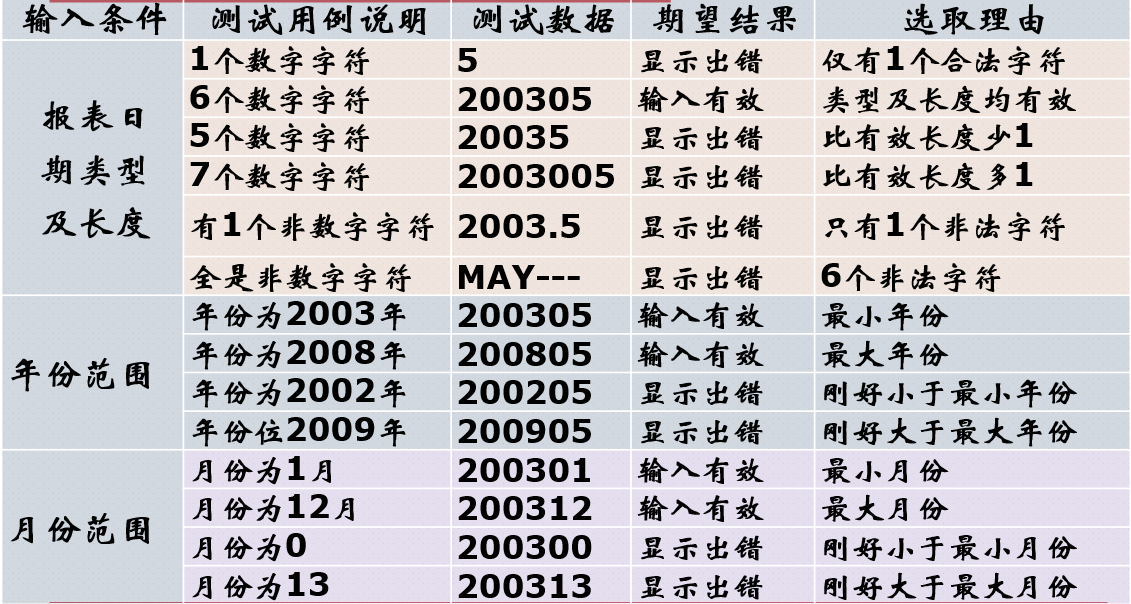 输入条件 测试用例说明 测试数据 期望结果 选取理由
报表日期类型及长度 1个数字字符 5 显示出错 仅有1个合法字符
6个数字字符 200305 输入有效 类型及长度均有效
5个数字字符 20035 显示出错 比有效长度少1
7个数字字符 2003005 显示出错 比有效长度多1
有1个非数字字符 2003.5 显示出错 只有1个非法字符
全是非数字字符 MAY--- 显示出错 6个非法字符
年份范围 年份为2003年 200305 输入有效 最小年份
年份为2008年 200805 输入有效 最大年份
年份为2002年 200205 显示出错 刚好小于最小年份
年份位2009年 200905 显示出错 刚好大于最大年份
月份范围 月份为1月 200301 输入有效 最小月份
月份为12月 200312 输入有效 最大月份
月份为0 200300 显示出错 刚好小于最小月份
月份为13 200313 显示出错 刚好大于最大月份